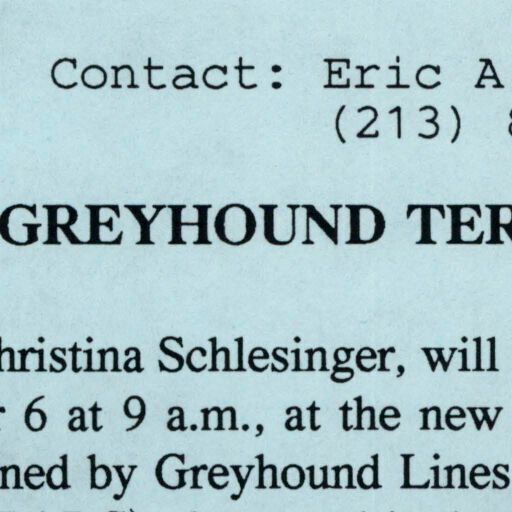 Contact: Eric A
(213)
GREYHOUND TER
hristina Schlesinger, will
6 at 9 a.m., at the new
ned by Greyhound Lines